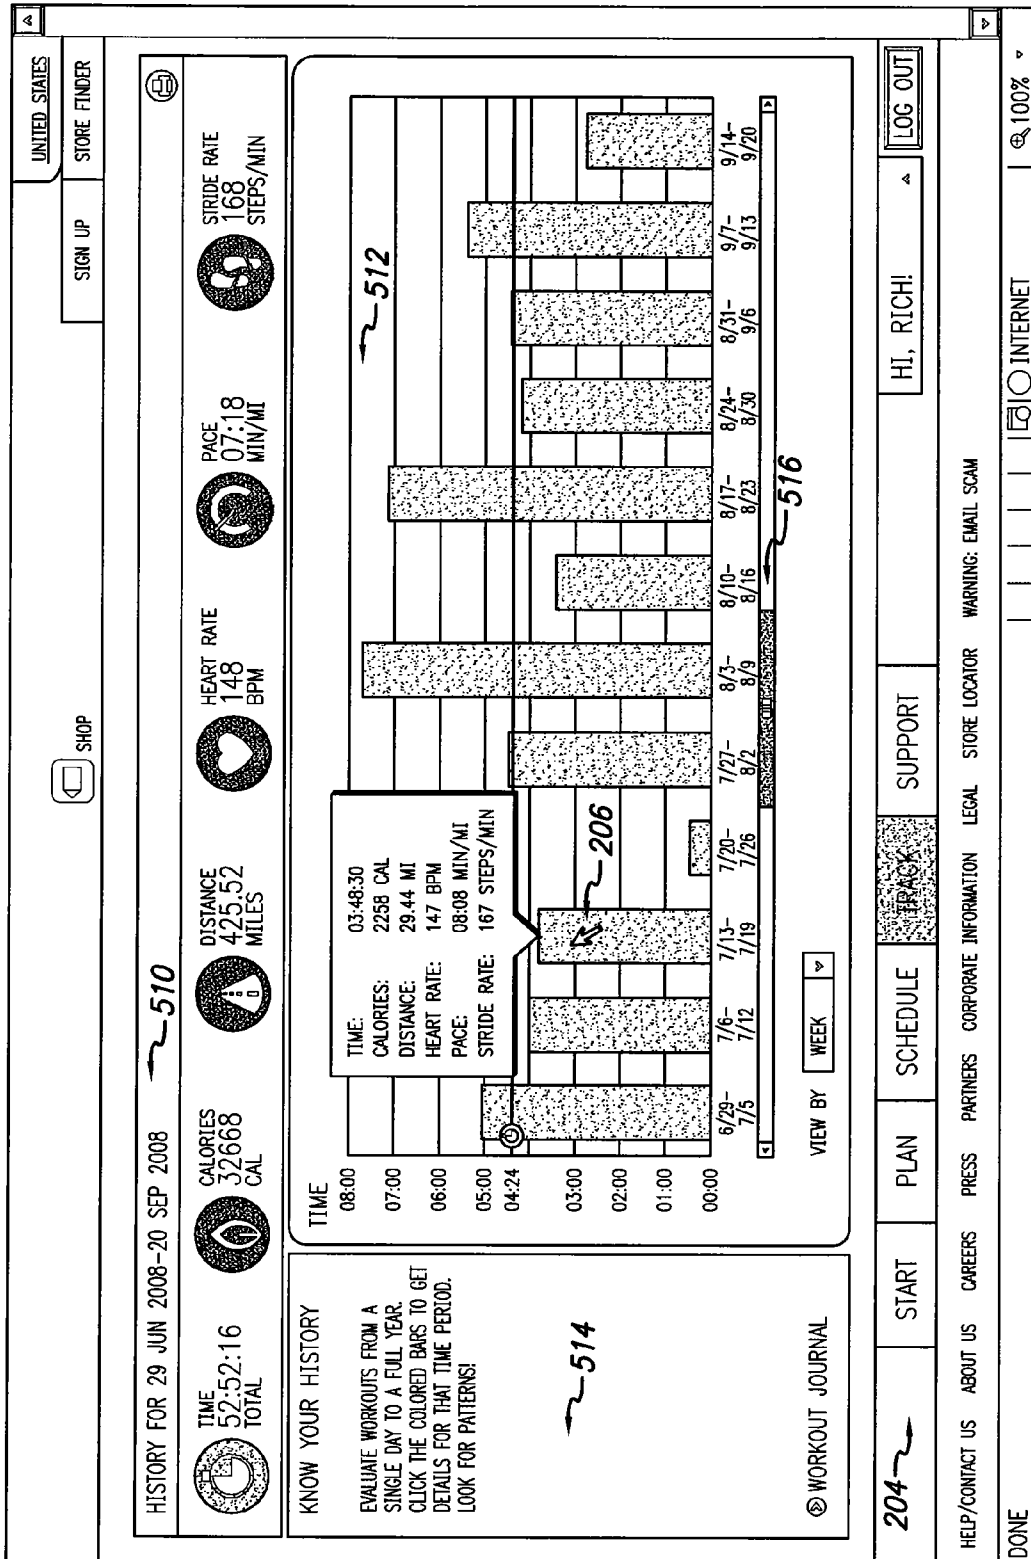 UNITED STATES
SHOP
SIGN UP
STORE FINDER
HISTORY FOR 29 JUN 2008-20 SEP 2008
510
TIME
52:52:16
TOTAL
CALORIES
32668
CAL
DISTANCE
425.52
MILES
HEART RATE
148
BPM
PACE
07:18
MIN/MI
STRIDE RATE
168
STEPS/MIN
KNOW YOUR HISTORY
EVALUATE WORKOUTS FROM A
SINGLE DAY TO A FULL YEAR.
CLICK THE COLORED BARS TO GET
DETAILS FOR THAT TIME PERIOD.
LOOK FOR PATTERNS!
514
WORKOUT JOURNAL
TIME
08:00
07:00
06:00
05:00
04:24
03:00
02:00
01:00
00:00
TIME: 03:48:30
CALORIES: 2258 CAL
DISTANCE: 29.44 MI
HEART RATE: 147 BPM
PACE: 08:08 MIN/MI
STRIDE RATE: 167 STEPS/MIN
512
206
6/29-
7/5
7/6-
7/12
7/13-
7/19
7/20-
7/26
7/27-
8/2
8/3-
8/9
8/10-
8/16
8/17-
8/23
8/24-
8/30
8/31-
9/6
9/7-
9/13
9/14-
9/20
516
VIEW BY WEEK
204
START
PLAN
SCHEDULE
TRACK
SUPPORT
HI, RICH!
LOG OUT
HELP/CONTACT US ABOUT US CAREERS PRESS PARTNERS CORPORATE INFORMATION LEGAL STORE LOCATOR WARNING: EMAIL SCAM
DONE
INTERNET
100%